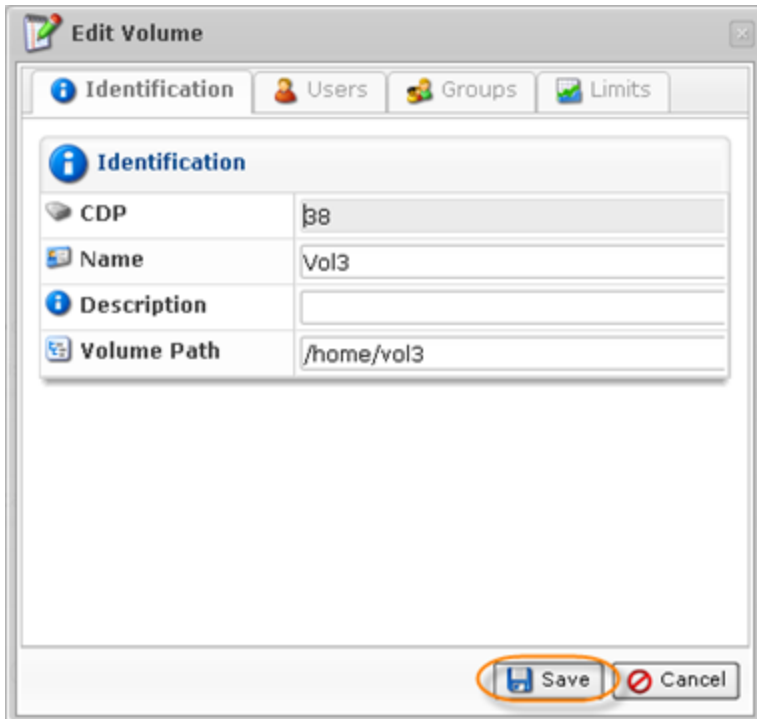 Edit Volume
Identification Users Groups Limits
Identification
CDP 38
Name Vol3
Description
Volume Path /home/vol3
Save Cancel